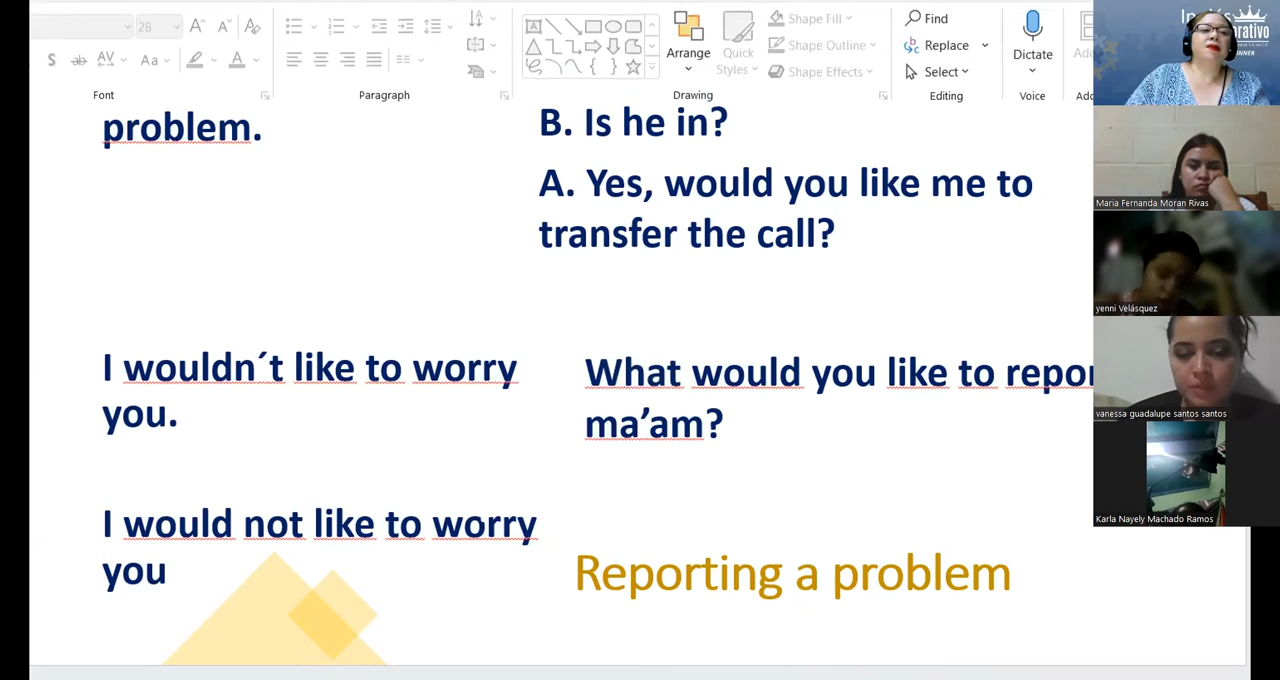 28
Aa
Font
Paragraph
Arrange
Quick
Styles
Shape Fill
Shape Outline
Shape Effects
Drawing
Find
Replace
Select
Editing
Dictate
Voice
problem.
B. Is he in?
A. Yes, would you like me to
transfer the call?
I wouldn´t like to worry
you.
What would you like to repor
ma’am?
I would not like to worry
you
Reporting a problem
Maria Fernanda Moran Rivas
yenni Velásquez
vanessa guadalupe santos santos
Karla Nayely Machado Ramos